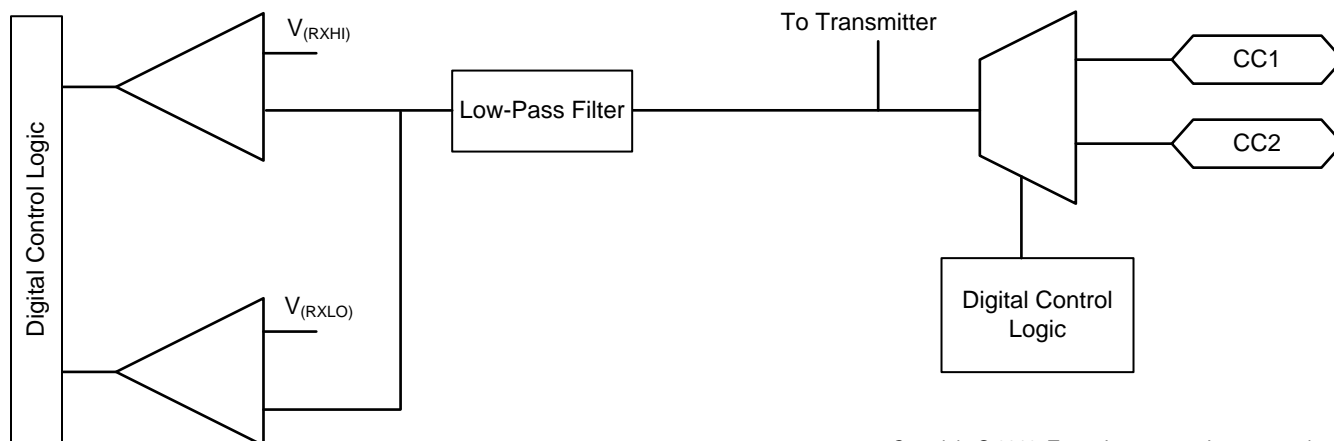 To Transmitter
V(RXHI)
CC1
Low-Pass Filter
CC2
Digital Control Logic
V(RXLO)
Digital Control
Logic